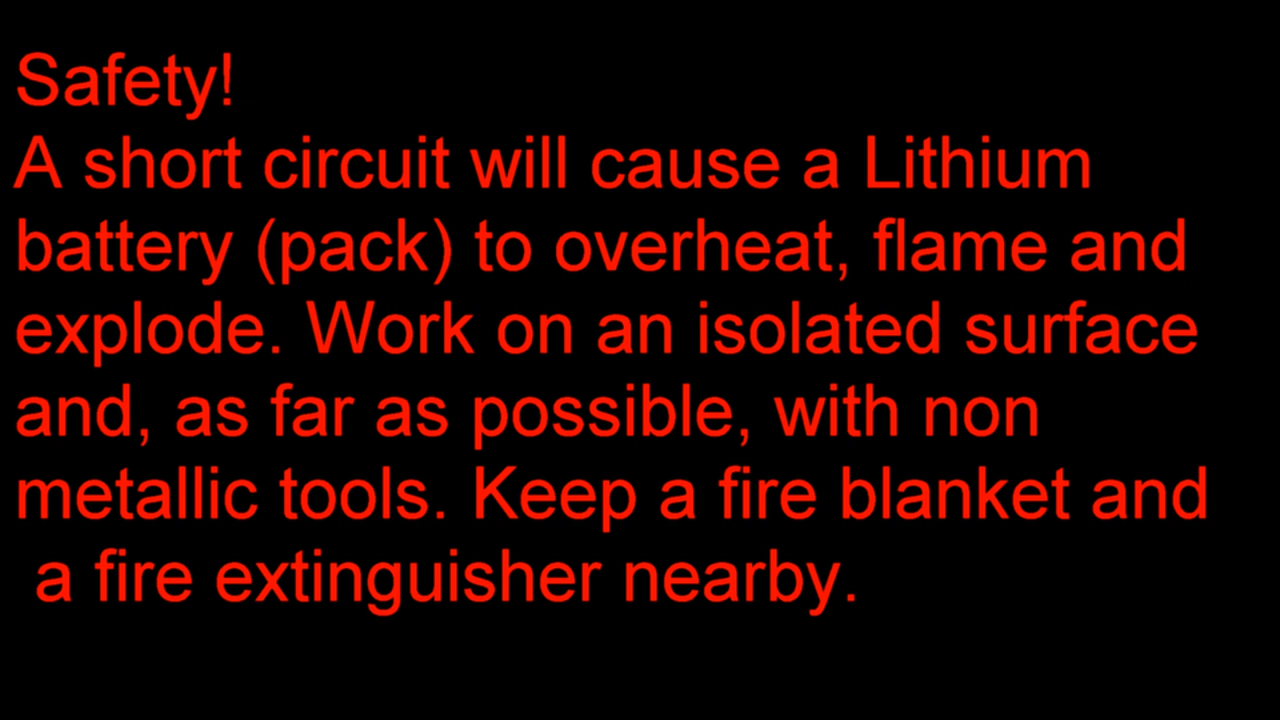 Safety!
A short circuit will cause a Lithium
battery (pack) to overheat, flame and
explode. Work on an isolated surface
and, as far as possible, with non
metallic tools. Keep a fire blanket and
a fire extinguisher nearby.